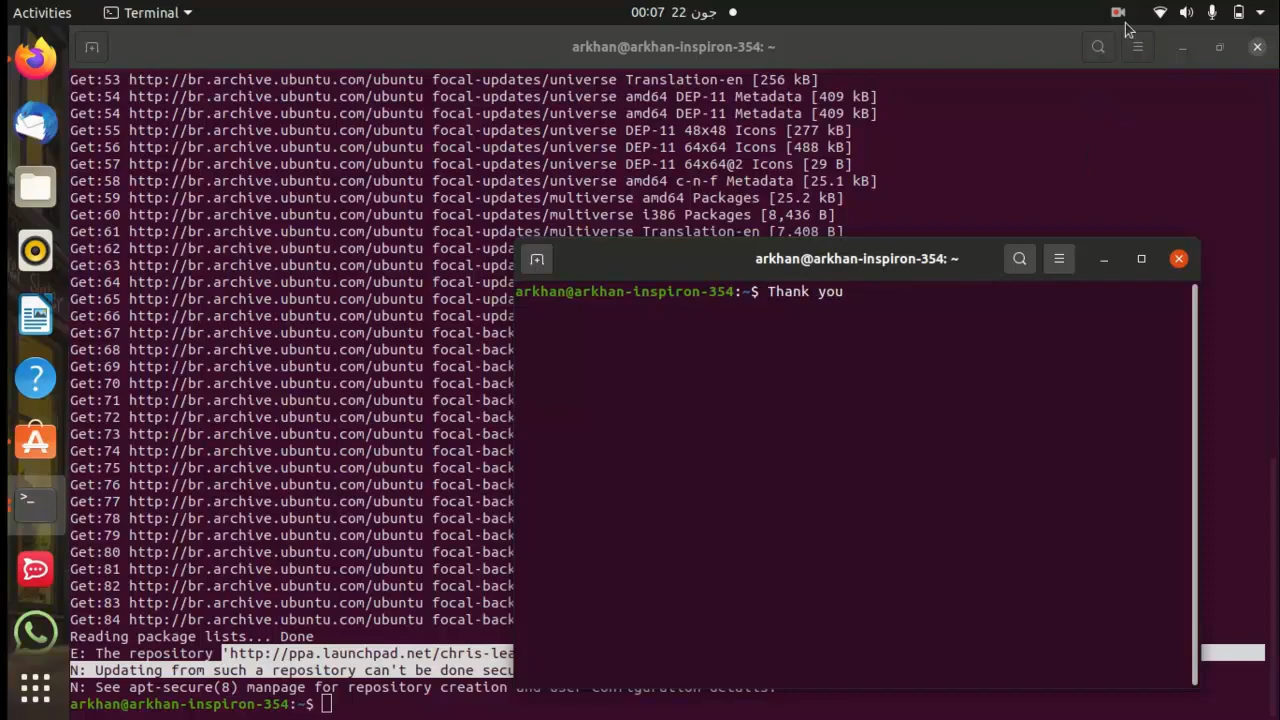 Activities
Terminal
00:07 22 جون
arkhan@arkhan-inspiron-354: ~
Get:53 http://br.archive.ubuntu.com/ubuntu focal-updates/universe Translation-en [256 kB]
Get:54 http://br.archive.ubuntu.com/ubuntu focal-updates/universe amd64 DEP-11 Metadata [409 kB]
Get:54 http://br.archive.ubuntu.com/ubuntu focal-updates/universe amd64 DEP-11 Metadata [409 kB]
Get:55 http://br.archive.ubuntu.com/ubuntu focal-updates/universe DEP-11 48x48 Icons [277 kB]
Get:56 http://br.archive.ubuntu.com/ubuntu focal-updates/universe DEP-11 64x64 Icons [488 kB]
Get:57 http://br.archive.ubuntu.com/ubuntu focal-updates/universe DEP-11 64x64@2 Icons [29 B]
Get:58 http://br.archive.ubuntu.com/ubuntu focal-updates/universe amd64 c-n-f Metadata [25.1 kB]
Get:59 http://br.archive.ubuntu.com/ubuntu focal-updates/multiverse amd64 Packages [25.2 kB]
Get:60 http://br.archive.ubuntu.com/ubuntu focal-updates/multiverse i386 Packages [8,436 B]
Get:61 http://br.archive.ubuntu.com/ubuntu focal-updates/multiverse Translation-en [7,408 B]
Get:62 http://br.archive.ubuntu.com/ubuntu focal-upda
Get:63 http://br.archive.ubuntu.com/ubuntu focal-upda
Get:64 http://br.archive.ubuntu.com/ubuntu focal-upda
Get:65 http://br.archive.ubuntu.com/ubuntu focal-upda
Get:66 http://br.archive.ubuntu.com/ubuntu focal-upda
Get:67 http://br.archive.ubuntu.com/ubuntu focal-back
Get:68 http://br.archive.ubuntu.com/ubuntu focal-back
Get:69 http://br.archive.ubuntu.com/ubuntu focal-back
Get:70 http://br.archive.ubuntu.com/ubuntu focal-back
Get:71 http://br.archive.ubuntu.com/ubuntu focal-back
Get:72 http://br.archive.ubuntu.com/ubuntu focal-back
Get:73 http://br.archive.ubuntu.com/ubuntu focal-back
Get:74 http://br.archive.ubuntu.com/ubuntu focal-back
Get:75 http://br.archive.ubuntu.com/ubuntu focal-back
Get:76 http://br.archive.ubuntu.com/ubuntu focal-back
Get:77 http://br.archive.ubuntu.com/ubuntu focal-back
Get:78 http://br.archive.ubuntu.com/ubuntu focal-back
Get:79 http://br.archive.ubuntu.com/ubuntu focal-back
Get:80 http://br.archive.ubuntu.com/ubuntu focal-back
Get:81 http://br.archive.ubuntu.com/ubuntu focal-back
Get:82 http://br.archive.ubuntu.com/ubuntu focal-back
Get:83 http://br.archive.ubuntu.com/ubuntu focal-back
Get:84 http://br.archive.ubuntu.com/ubuntu focal-back
Reading package lists... Done
E: The repository 'http://ppa.launchpad.net/chris-lea
N: Updating from such a repository can't be done secu
N: See apt-secure(8) manpage for repository creation and user configuration details.
arkhan@arkhan-inspiron-354:~$
arkhan@arkhan-inspiron-354: ~
arkhan@arkhan-inspiron-354:~$ Thank you